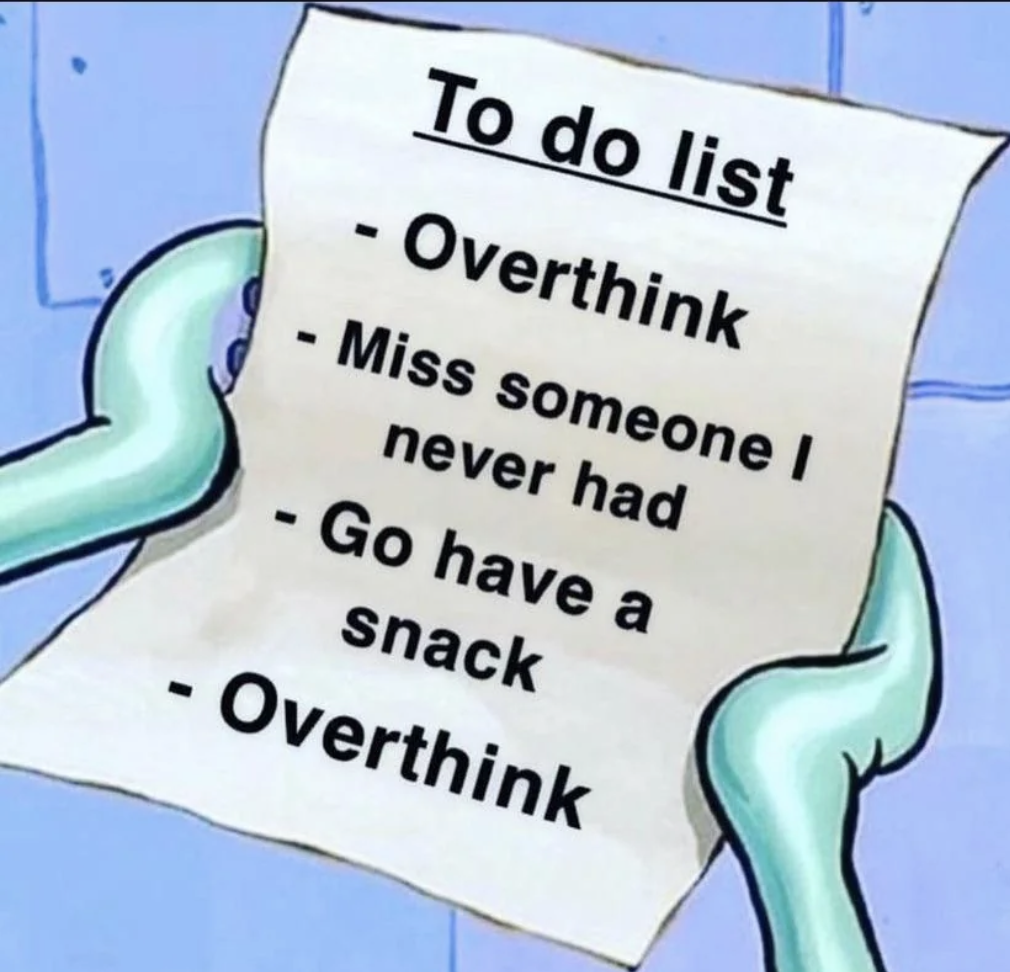 To do list
- Overthink
- Miss someone I
never had
- Go have a
snack
- Overthink